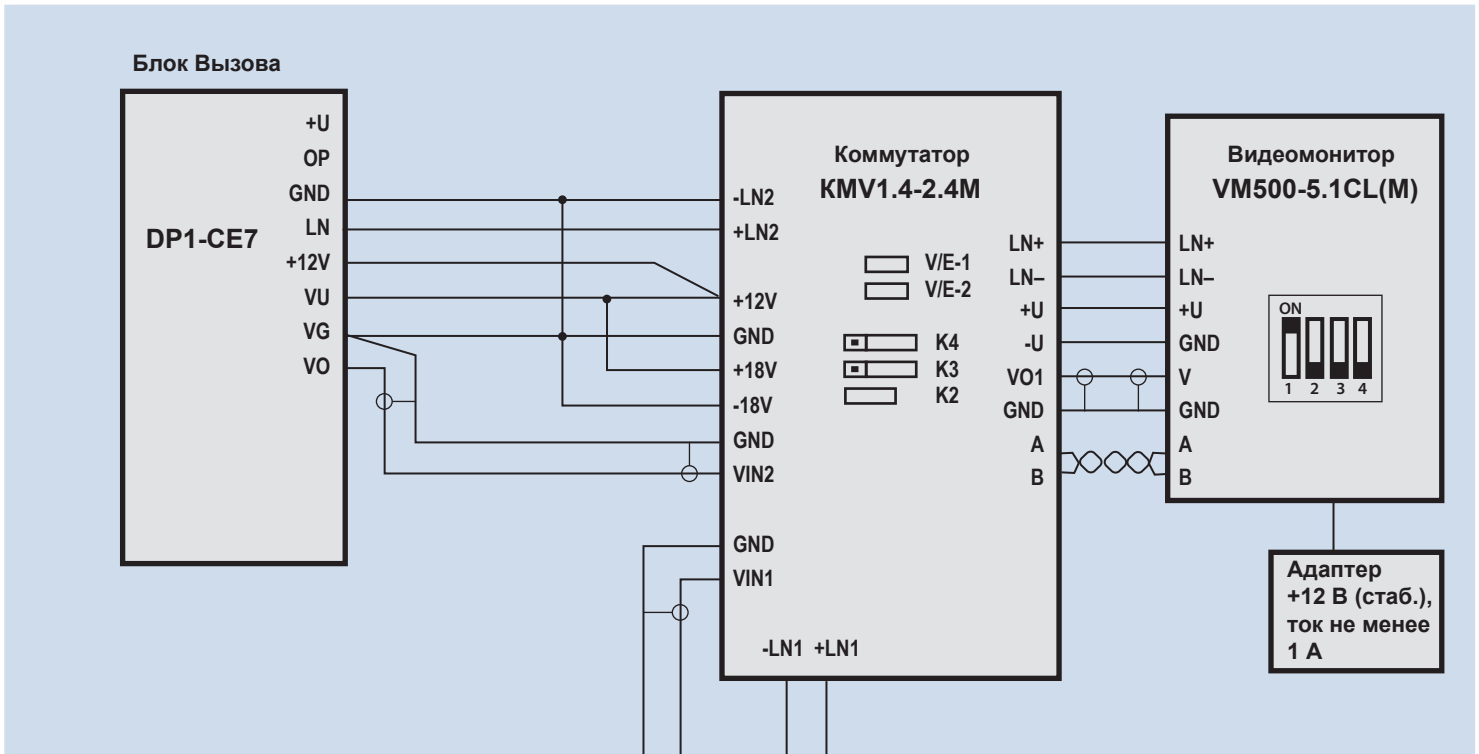 Блок Вызова
DP1-CE7
+U
OP
GND
LN
+12V
VU
VG
VO
Коммутатор
KMV1.4-2.4M
-LN2
+LN2
+12V
GND
+18V
-18V
GND
VIN2
GND
VIN1
-LN1 +LN1
V/E-1
V/E-2
K4
K3
K2
LN+
LN–
+U
-U
VO1
GND
A
B
Видеомонитор
VM500-5.1CL(M)
LN+
LN–
+U
GND
V
GND
A
B
ON
1 2 3 4
Адаптер
+12 В (стаб.),
ток не менее
1 А